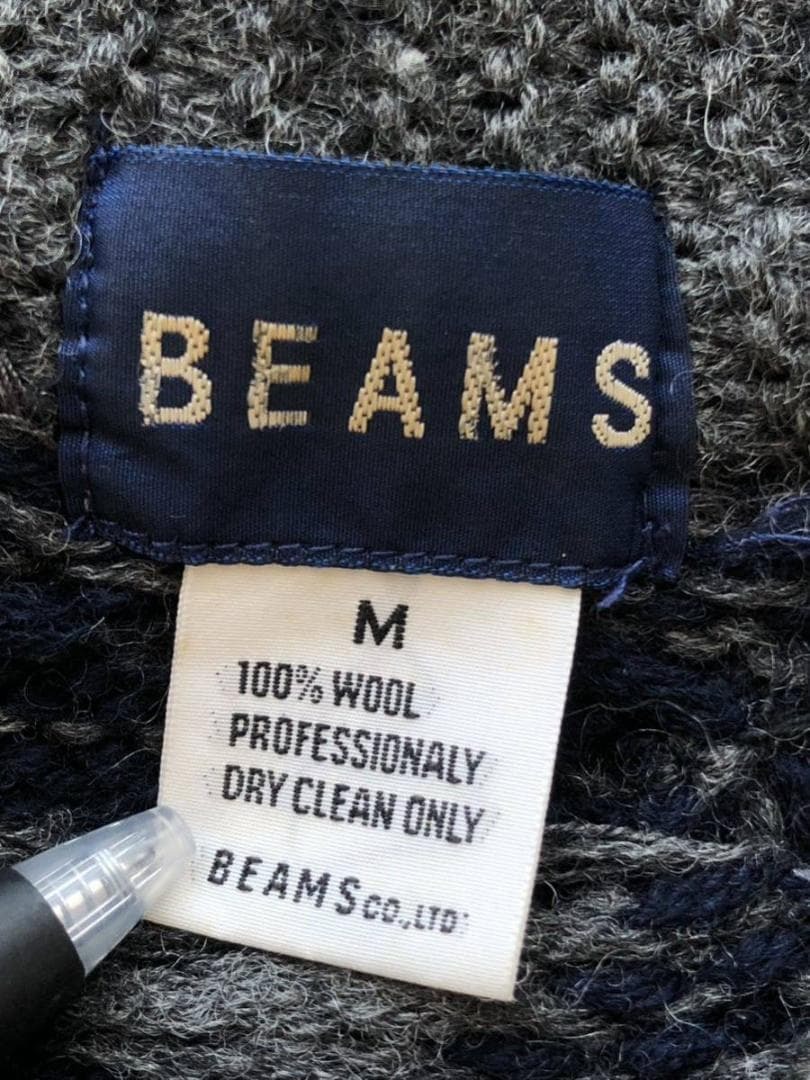 BEAMS
M
100% WOOL
PROFESSIONALY
DRY CLEAN ONLY
BEAMS CO.,LTD